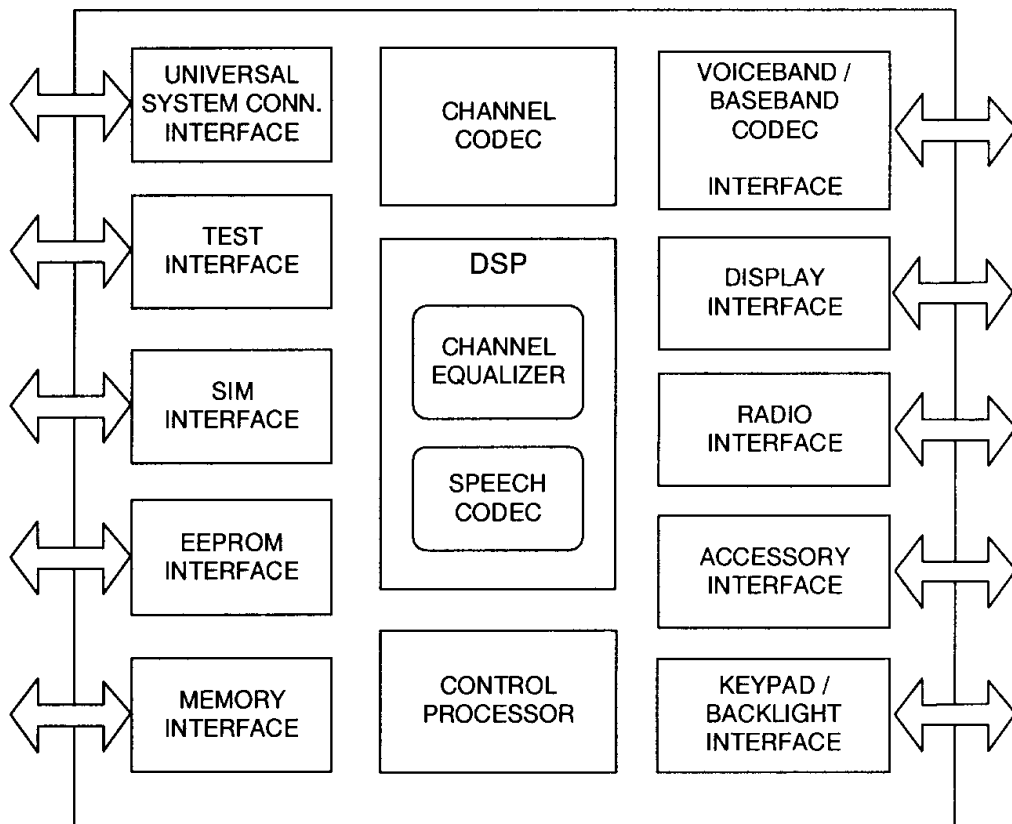 UNIVERSAL
SYSTEM CONN.
INTERFACE
TEST
INTERFACE
SIM
INTERFACE
EEPROM
INTERFACE
MEMORY
INTERFACE
CHANNEL
CODEC
DSP
CHANNEL
EQUALIZER
SPEECH
CODEC
CONTROL
PROCESSOR
VOICEBAND /
BASEBAND
CODEC
INTERFACE
DISPLAY
INTERFACE
RADIO
INTERFACE
ACCESSORY
INTERFACE
KEYPAD /
BACKLIGHT
INTERFACE